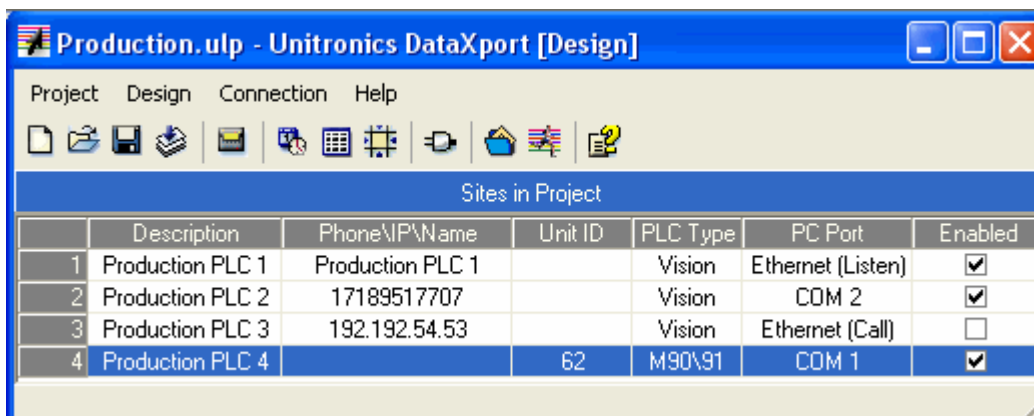 Production.ulp - Unitronics DataXport [Design]
Project Design Connection Help
Sites in Project
Description Phone\IP\Name Unit ID PLC Type PC Port Enabled
1 Production PLC 1 Production PLC 1 Vision Ethernet (Listen)
2 Production PLC 2 17189517707 Vision COM 2
3 Production PLC 3 192.192.54.53 Vision Ethernet (Call)
4 Production PLC 4 62 M90\91 COM 1